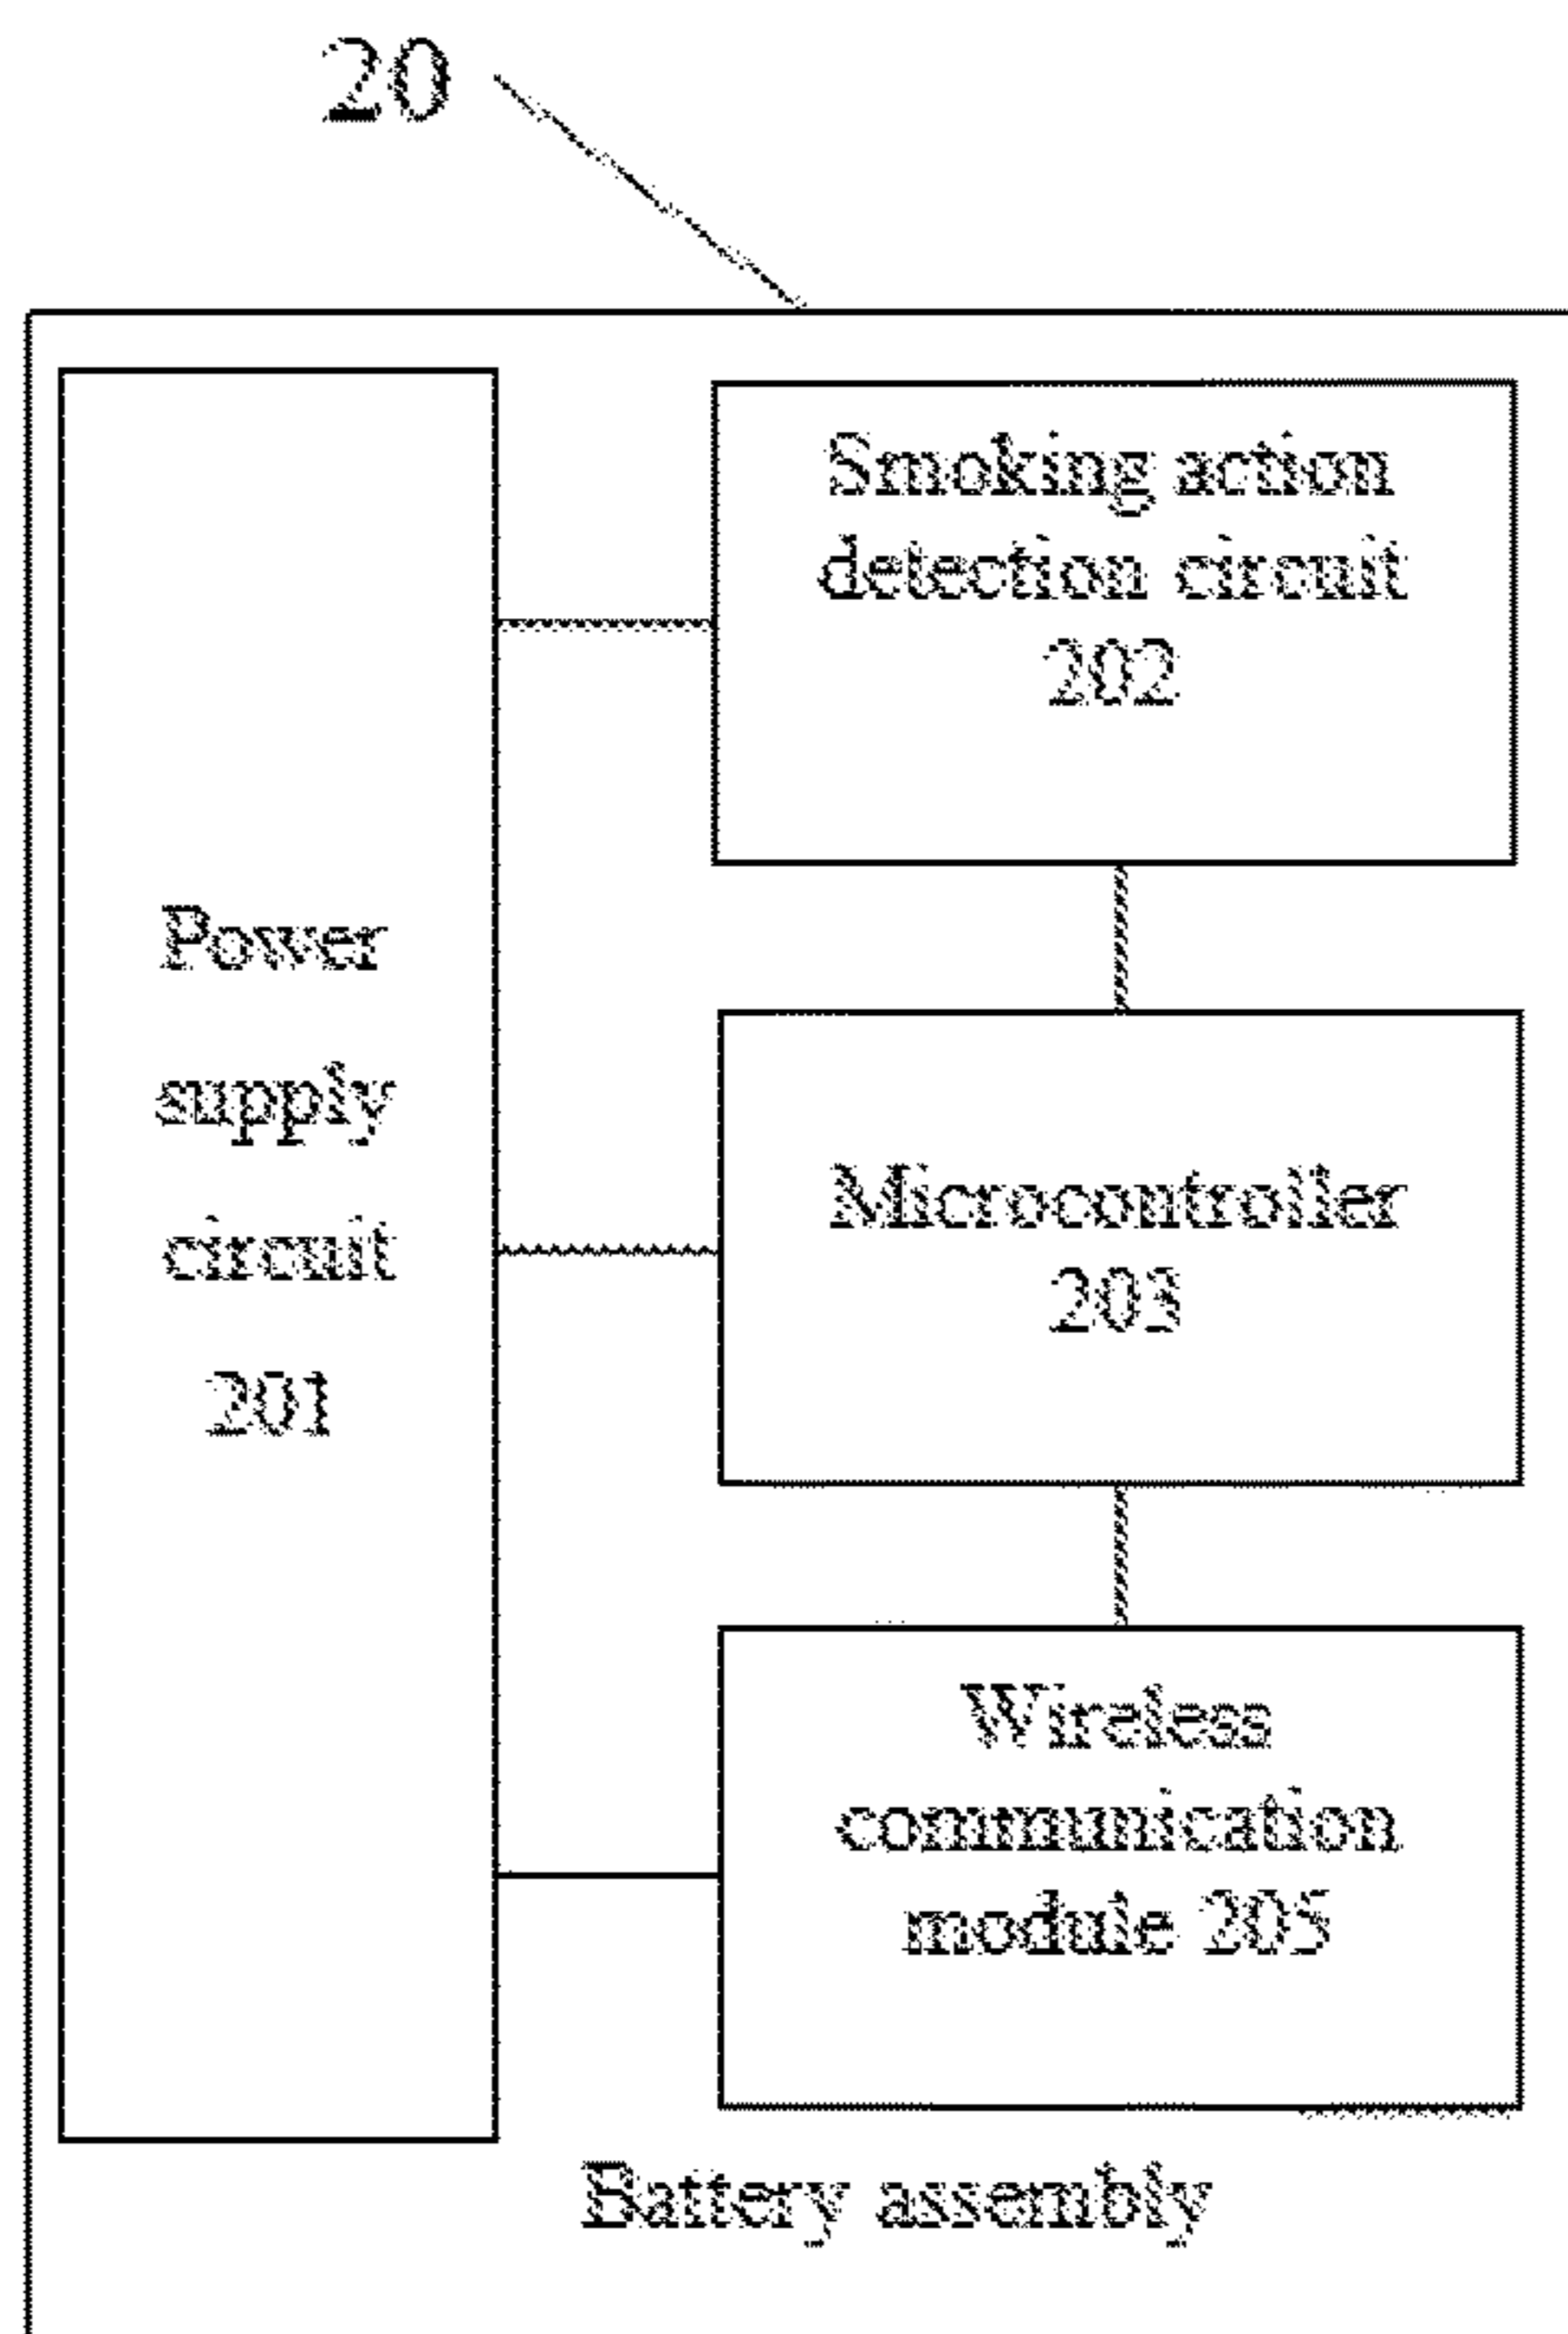 20
Smoking action
detection circuit
202
Power
supply
circuit
201
Microcontroller
203
Wireless
communication
module 205
Battery assembly